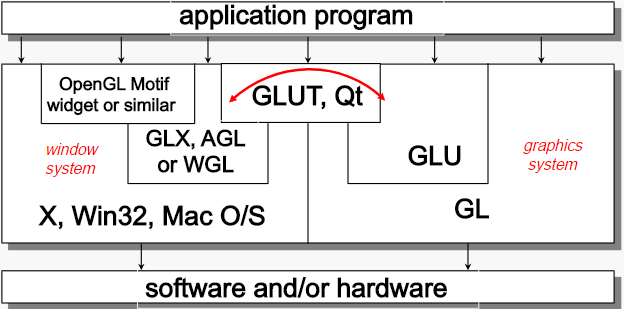 application program
OpenGL Motif
widget or similar
GLUT, Qt
GLX, AGL
or WGL
window
system
GLU
graphics
system
X, Win32, Mac O/S
GL
software and/or hardware